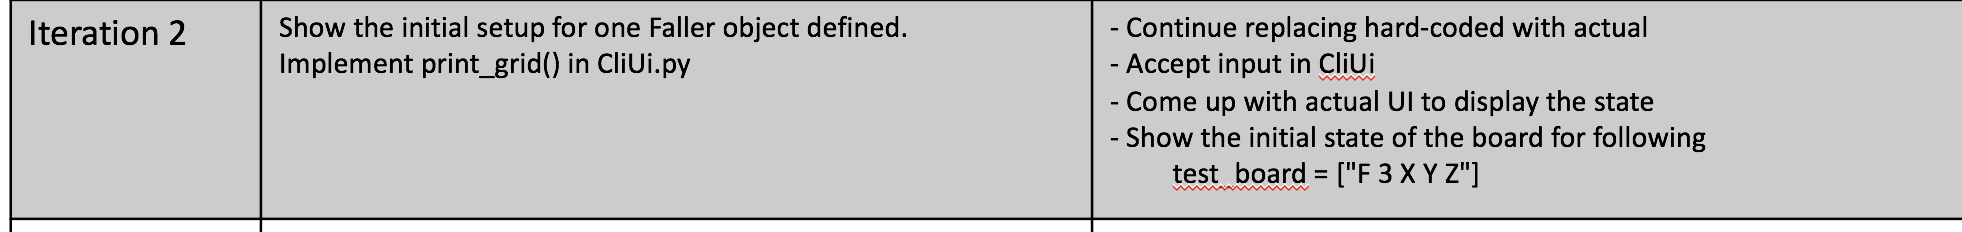 Iteration 2
Show the initial setup for one Faller object defined.
Implement print_grid() in CliUi.py
- Continue replacing hard-coded with actual
- Accept input in CliUi
- Come up with actual UI to display the state
- Show the initial state of the board for following
test_board = ["F 3 X Y Z"]